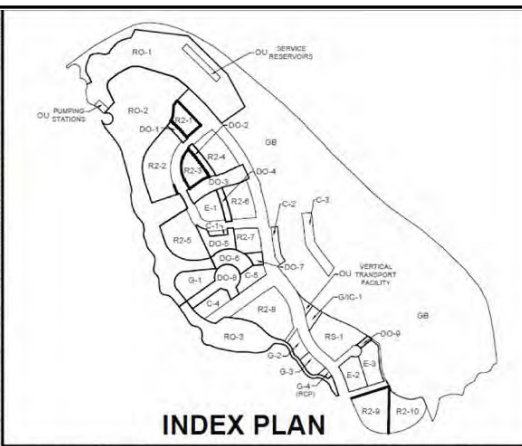 RO-1
OU SERVICE
RESERVOIRS
RO-2
OU PUMPING
STATIONS
DO-1
R2-1
DO-2
GB
R2-2
R2-3
R2-4
DO-3
DO-4
E-1
R2-6
C-1
C-2
C-3
R2-5
DO-5
R2-7
DO-6
DO-7
OU VERTICAL
TRANSPORT
FACILITY
G-1
DO-8
C-5
G/IC-1
C-4
R2-8
DO-9
GB
RO-3
RS-1
G-2
G-3
E-3
E-2
G-4
(RCP)
R2-9
R2-10
INDEX PLAN